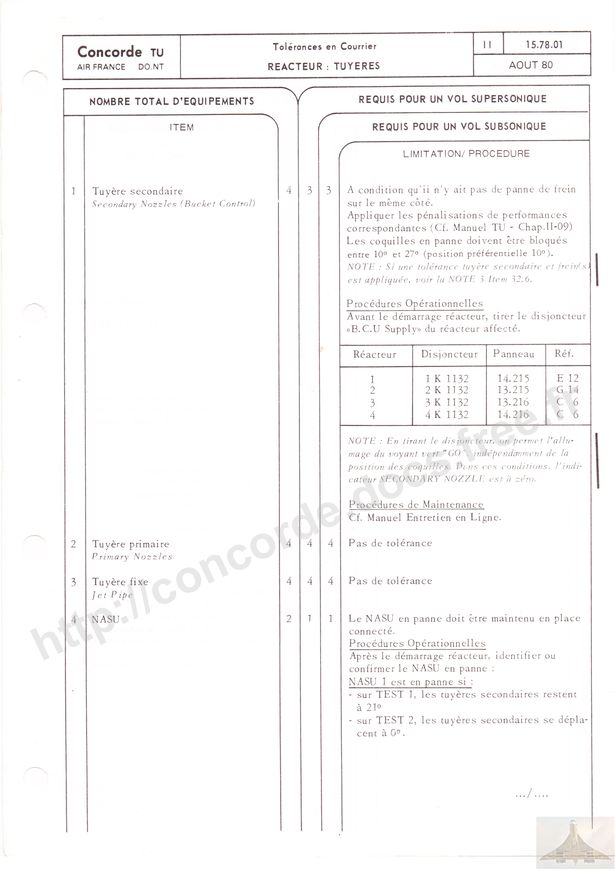 Concorde TU
AIR FRANCE DO.NT
Tolérances en Courrier
REACTEUR : TUYERES
II
15.78.01
AOUT 80
NOMBRE TOTAL D'EQUIPEMENTS
REQUIS POUR UN VOL SUPERSONIQUE
REQUIS POUR UN VOL SUBSONIQUE
ITEM
LIMITATION/ PROCEDURE
1 Tuyère secondaire 4 3 3 A condition qu'il n'y ait pas de panne de frein
Secondary Nozzles (Bucket Control)
sur le même côté.
Appliquer les pénalisations de performances
correspondantes (Cf. Manuel TU - Chap.II-09)
Les coquilles en panne doivent être bloqués
entre 10° et 27° (position préférentielle 10°).
NOTE : Si une tolérance tuyère secondaire et frein(s)
est appliquée, voir la NOTE 3 Item 32.6.
Procédures Opérationnelles
Avant le démarrage réacteur, tirer le disjoncteur
«B.C.U Supply» du réacteur affecté.
Réacteur Disjoncteur Panneau Réf.
1 1 K 1132 14.215 E 12
2 2 K 1132 13.215 G 14
3 3 K 1132 13.216 C 6
4 4 K 1132 14.216 C 6
NOTE : En tirant le disjoncteur, on permet l'allu-
mage du voyant vert "GO" indépendamment de la
position des coquilles. Dans ces conditions, l'indi-
cateur SECONDARY NOZZLE est à zéro.
Procédures de Maintenance
Cf. Manuel Entretien en Ligne.
2 Tuyère primaire 4 4 4 Pas de tolérance
Primary Nozzles
3 Tuyère fixe 4 4 4 Pas de tolérance
Jet Pipe
4 NASU 2 1 1 Le NASU en panne doit être maintenu en place
connecté.
Procédures Opérationnelles
Après le démarrage réacteur, identifier ou
confirmer le NASU en panne :
NASU 1 est en panne si :
- sur TEST 1, les tuyères secondaires restent
à 21°
- sur TEST 2, les tuyères secondaires se dépla-
cent à 0°.
.../....
http://concorde.docs.free.fr